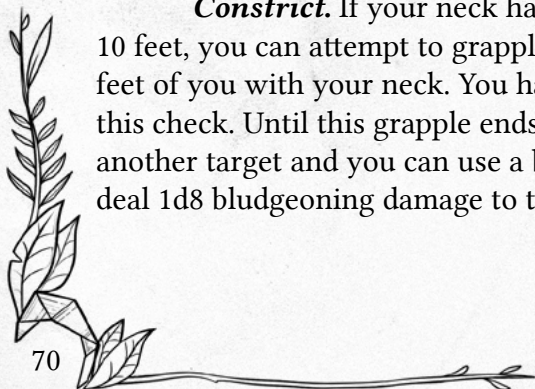 Constrict. If your neck ha
10 feet, you can attempt to grappl
feet of you with your neck. You ha
this check. Until this grapple ends
another target and you can use a
deal 1d8 bludgeoning damage to t
70